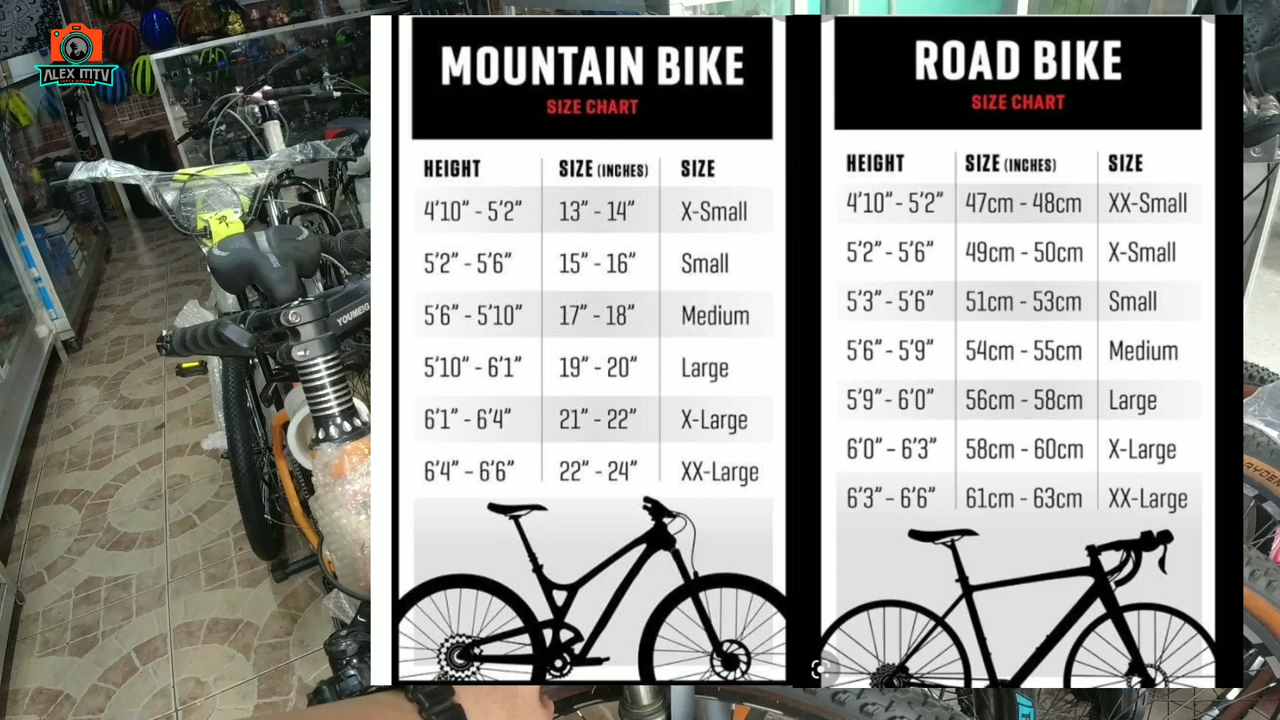 ALEX MTV
MOUNTAIN BIKE
SIZE CHART
HEIGHT SIZE (INCHES) SIZE
4'10" - 5'2" 13" - 14" X-Small
5'2" - 5'6" 15" - 16" Small
5'6" - 5'10" 17" - 18" Medium
5'10" - 6'1" 19" - 20" Large
6'1" - 6'4" 21" - 22" X-Large
6'4" - 6'6" 22" - 24" XX-Large
ROAD BIKE
SIZE CHART
HEIGHT SIZE (INCHES) SIZE
4'10" - 5'2" 47cm - 48cm XX-Small
5'2" - 5'6" 49cm - 50cm X-Small
5'3" - 5'6" 51cm - 53cm Small
5'6" - 5'9" 54cm - 55cm Medium
5'9" - 6'0" 56cm - 58cm Large
6'0" - 6'3" 58cm - 60cm X-Large
6'3" - 6'6" 61cm - 63cm XX-Large
YOUMEIG